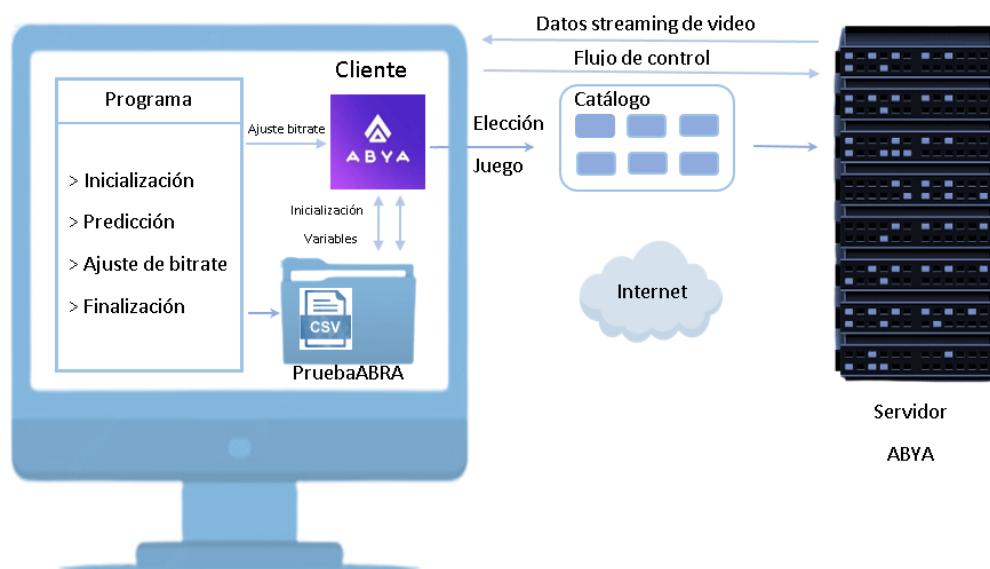 Datos streaming de video
Flujo de control
Cliente
Programa
Catálogo
Ajuste bitrate
ABYA
Elección
Juego
> Inicialización
> Predicción
> Ajuste de bitrate
> Finalización
Inicialización
Variables
CSV
PruebaABRA
Internet
Servidor
ABYA